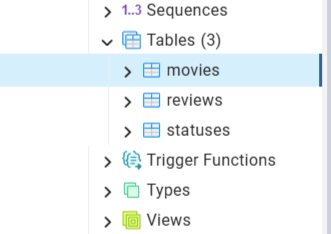 1..3 Sequences
Tables (3)
movies
reviews
statuses
Trigger Functions
Types
Views